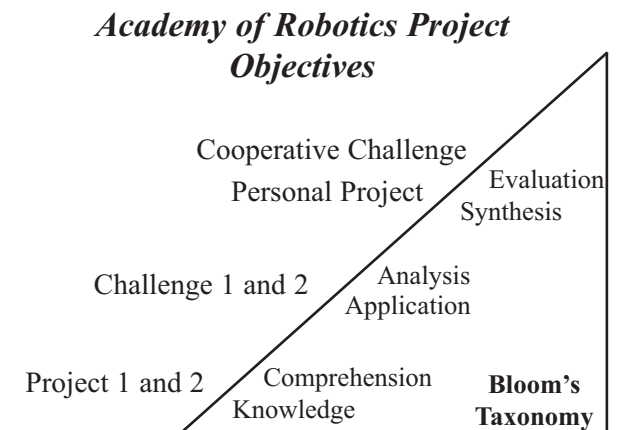 Academy of Robotics Project
Objectives
Cooperative Challenge
Personal Project
Evaluation
Synthesis
Challenge 1 and 2
Analysis
Application
Project 1 and 2
Comprehension
Knowledge
Bloom’s
Taxonomy